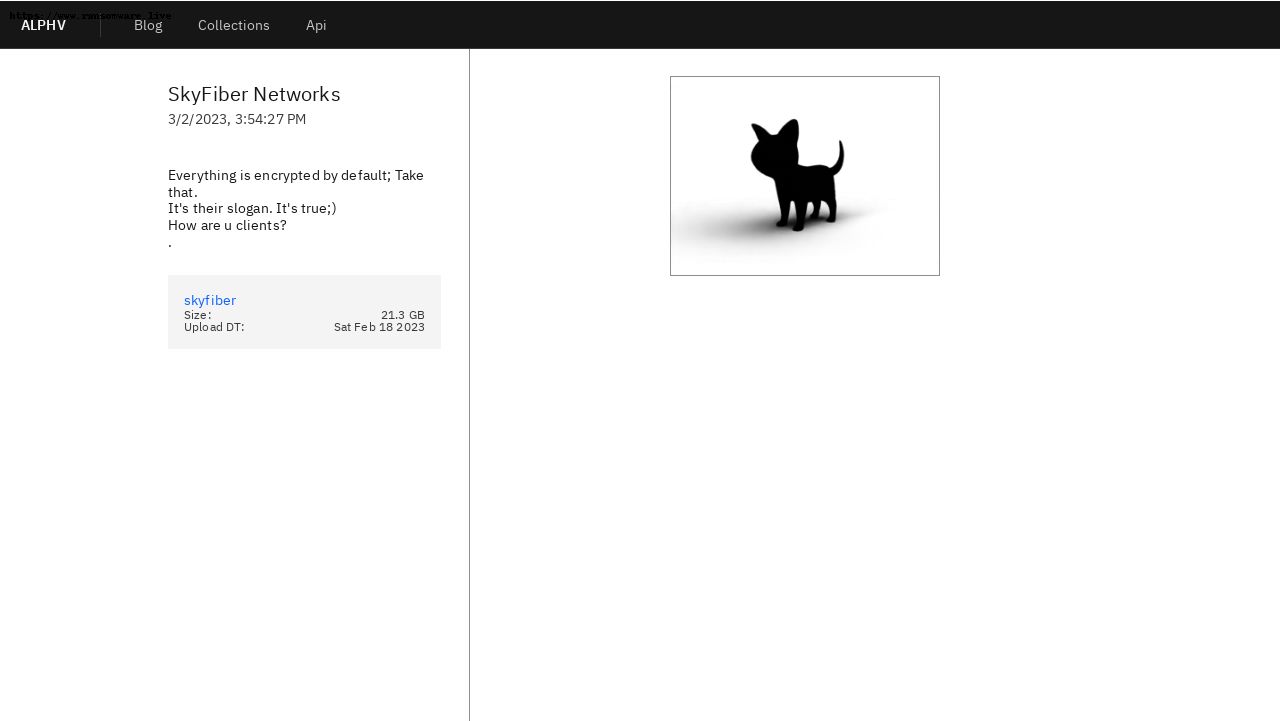 https://www.ransomware.live
ALPHV
Blog
Collections
Api
SkyFiber Networks
3/2/2023, 3:54:27 PM
Everything is encrypted by default; Take
that.
It's their slogan. It's true;)
How are u clients?
.
skyfiber
Size: 21.3 GB
Upload DT: Sat Feb 18 2023